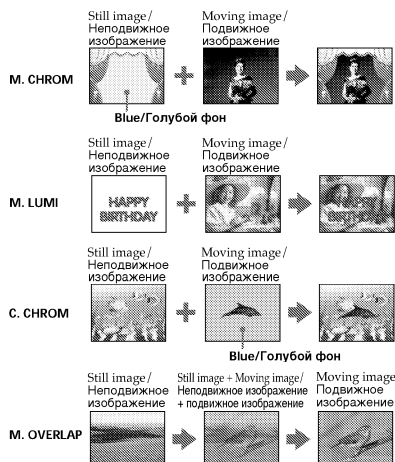 Still image/
Неподвижное
изображение
Moving image/
Подвижное
изображение
M. CHROM
Blue/Голубой фон
Still image/
Неподвижное
изображение
Moving image/
Подвижное
изображение
M. LUMI
HAPPY
BIRTHDAY
HAPPY
BIRTHDAY
Still image/
Неподвижное
изображение
Moving image/
Подвижное
изображение
C. CHROM
Blue/Голубой фон
Still image/
Неподвижное
изображение
Still image + Moving image/
Неподвижное изображение
+ подвижное изображение
Moving image
Подвижное
изображение
M. OVERLAP